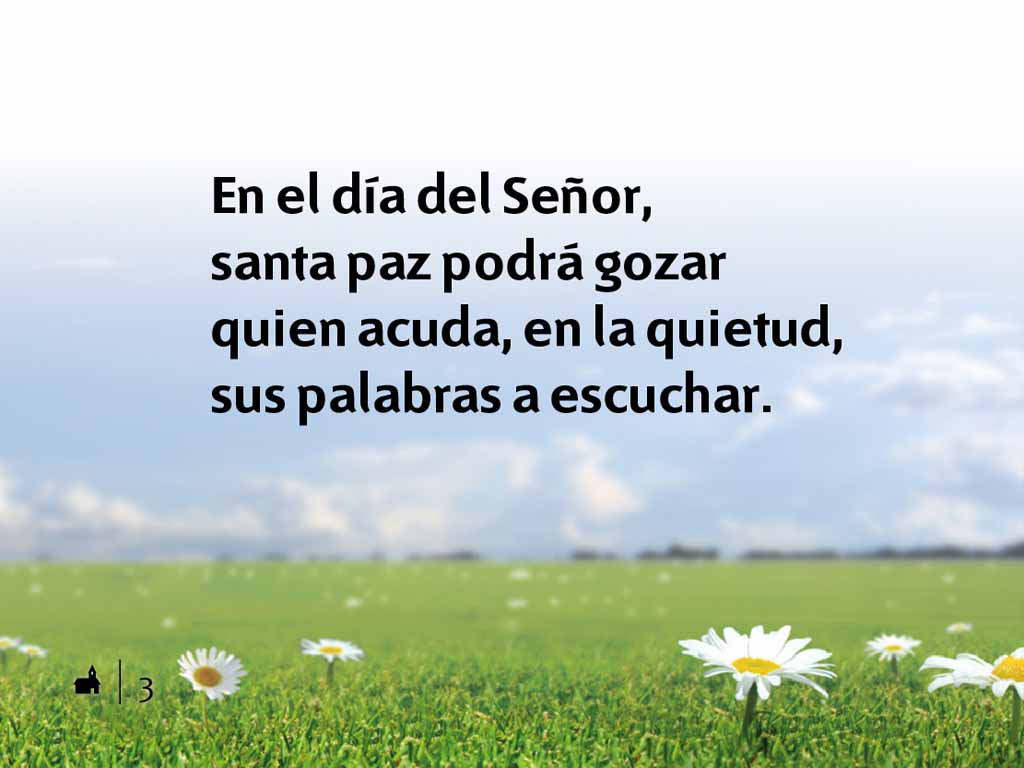 En el día del Señor,
santa paz podrá gozar
quien acuda, en la quietud,
sus palabras a escuchar.
3